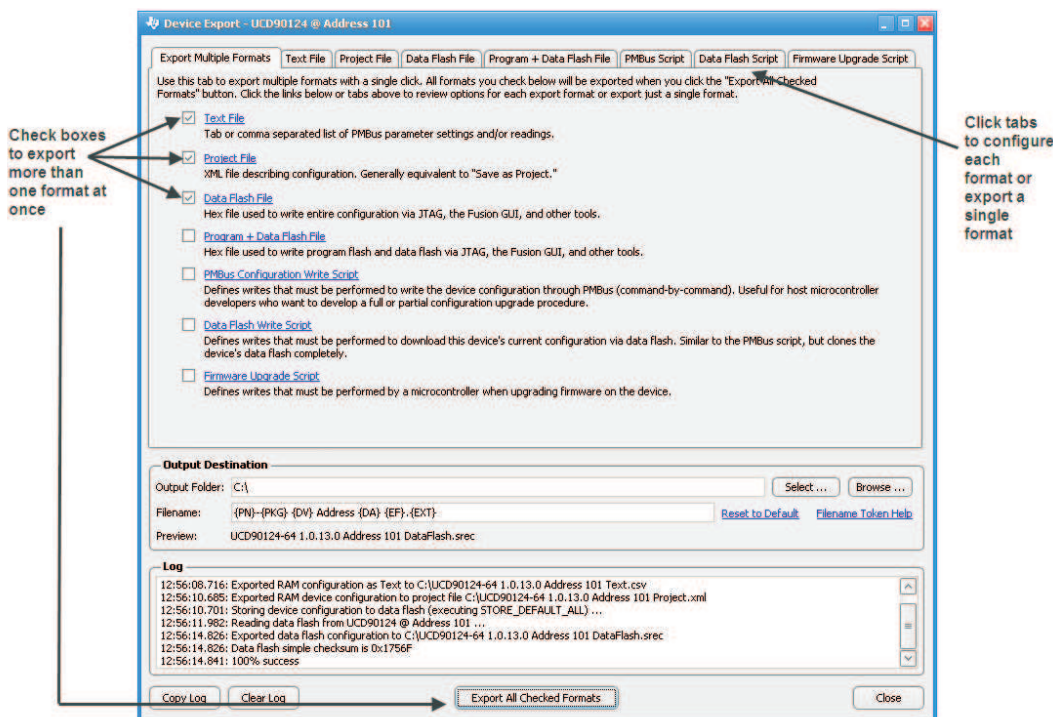 Device Export - UCD90124 @ Address 101
Export Multiple Formats
Text File
Project File
Data Flash File
Program + Data Flash File
PMBus Script
Data Flash Script
Firmware Upgrade Script
Use this tab to export multiple formats with a single click. All formats you check below will be exported when you click the "Export All Checked
Formats" button. Click the links below or tabs above to review options for each export format or export just a single format.
Check boxes
to export
more than
one format at
once
Click tabs
to configure
each
format or
export a
single
format
Text File
Tab or comma separated list of PMBus parameter settings and/or readings.
Project File
XML file describing configuration. Generally equivalent to "Save as Project."
Data Flash File
Hex file used to write entire configuration via JTAG, the Fusion GUI, and other tools.
Program + Data Flash File
Hex file used to write program flash and data flash via JTAG, the Fusion GUI, and other tools.
PMBus Configuration Write Script
Defines writes that must be performed to write the device configuration through PMBus (command-by-command). Useful for host microcontroller
developers who want to develop a full or partial configuration upgrade procedure.
Data Flash Write Script
Defines writes that must be performed to download this device's current configuration via data flash. Similar to the PMBus script, but clones the
device's data flash completely.
Firmware Upgrade Script
Defines writes that must be performed by a microcontroller when upgrading firmware on the device.
Output Destination
Output Folder: C:\ Select ... Browse ...
Filename: {PN}-{PKG} {DV} Address {DA} {EF}.{EXT} Reset to Default Filename Token Help
Preview: UCD90124-64 1.0.13.0 Address 101 DataFlash.srec
Log
12:56:08.716: Exported RAM configuration as Text to C:\UCD90124-64 1.0.13.0 Address 101 Text.csv
12:56:10.685: Exported RAM device configuration to project file C:\UCD90124-64 1.0.13.0 Address 101 Project.xml
12:56:10.701: Storing device configuration to data flash (executing STORE_DEFAULT_ALL) ...
12:56:11.982: Reading data flash from UCD90124 @ Address 101 ...
12:56:14.826: Exported data flash configuration to C:\UCD90124-64 1.0.13.0 Address 101 DataFlash.srec
12:56:14.826: Data flash simple checksum is 0x1756F
12:56:14.841: 100% success
Copy Log
Clear Log
Export All Checked Formats
Close